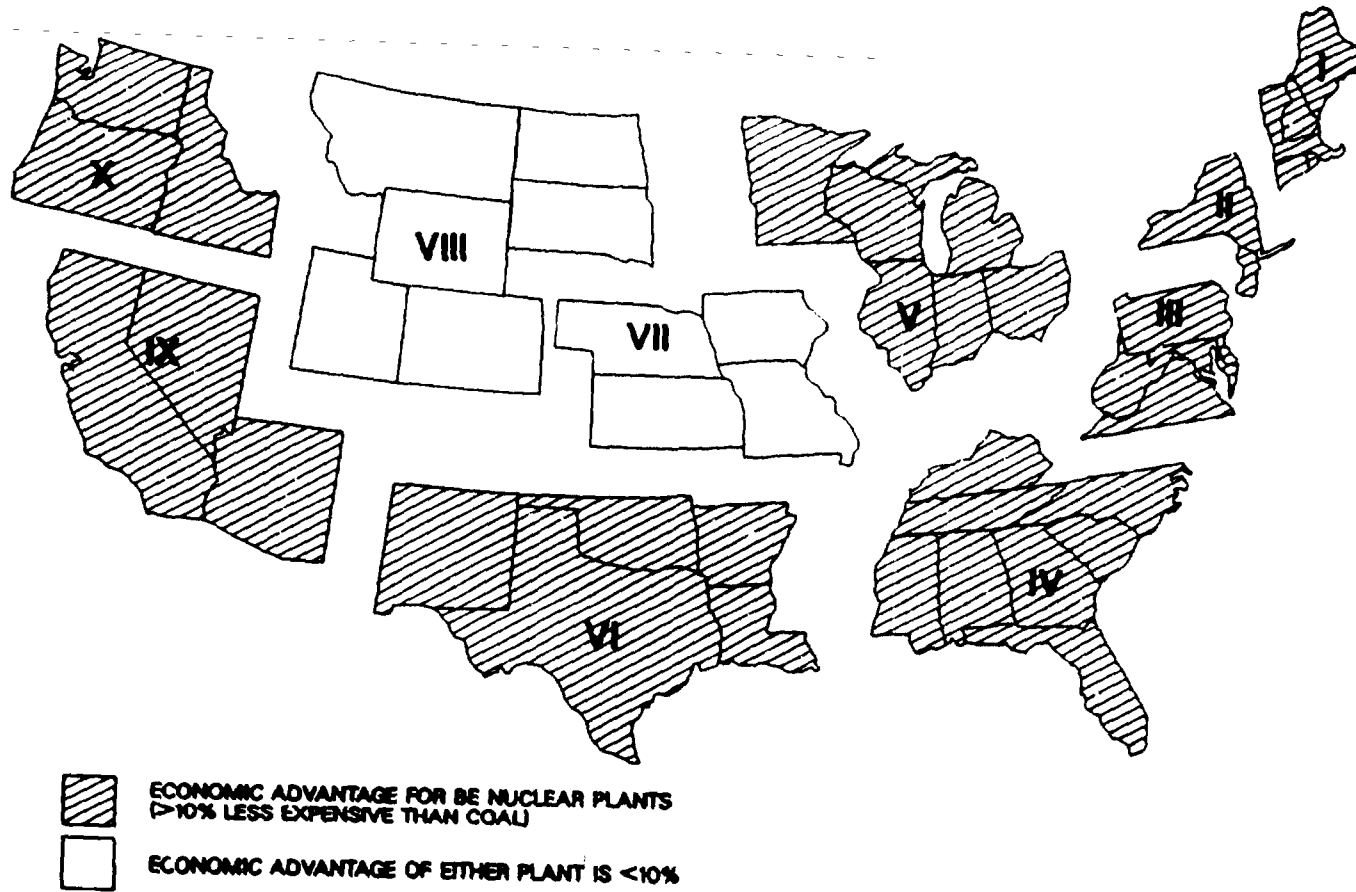 I
X
II
VIII
III
VII
V
IX
IV
VI
ECONOMIC ADVANTAGE FOR BE NUCLEAR PLANTS
(>10% LESS EXPENSIVE THAN COAL)
ECONOMIC ADVANTAGE OF EITHER PLANT IS <10%